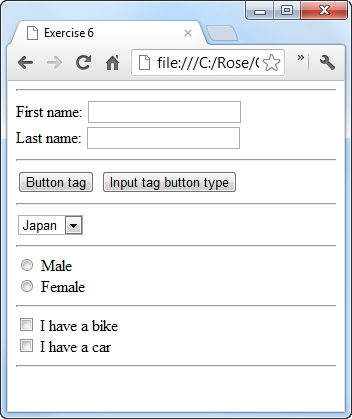 Exercise 6
file:///C:/Rose/
First name:
Last name:
Button tag Input tag button type
Japan
Male
Female
I have a bike
I have a car